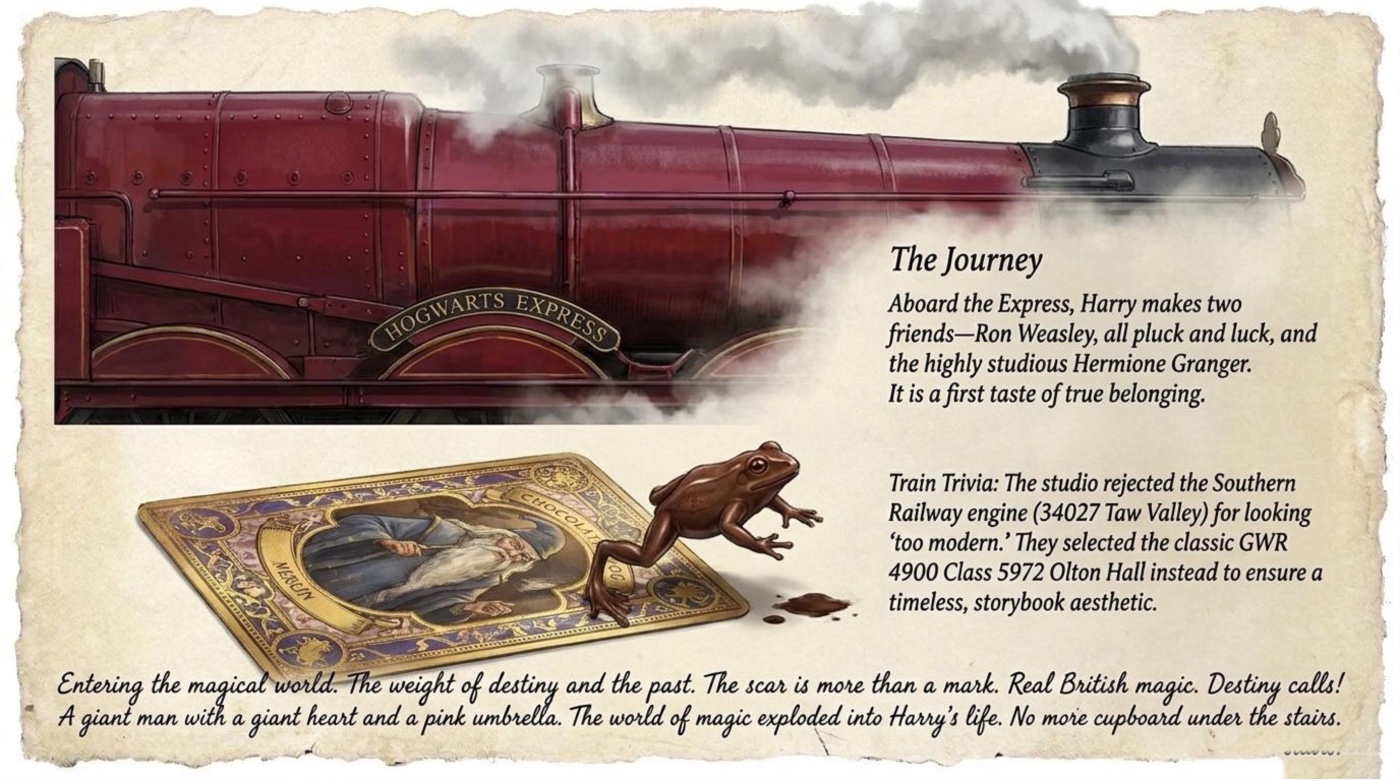 HOGWARTS EXPRESS
The Journey
Aboard the Express, Harry makes two
friends—Ron Weasley, all pluck and luck, and
the highly studious Hermione Granger.
It is a first taste of true belonging.
CHOCOLATE
MERLIN
Train Trivia: The studio rejected the Southern
Railway engine (34027 Taw Valley) for looking
‘too modern.’ They selected the classic GWR
4900 Class 5972 Olton Hall instead to ensure a
timeless, storybook aesthetic.
Entering the magical world. The weight of destiny and the past. The scar is more than a mark. Real British magic. Destiny calls!
A giant man with a giant heart and a pink umbrella. The world of magic exploded into Harry’s life. No more cupboard under the stairs.